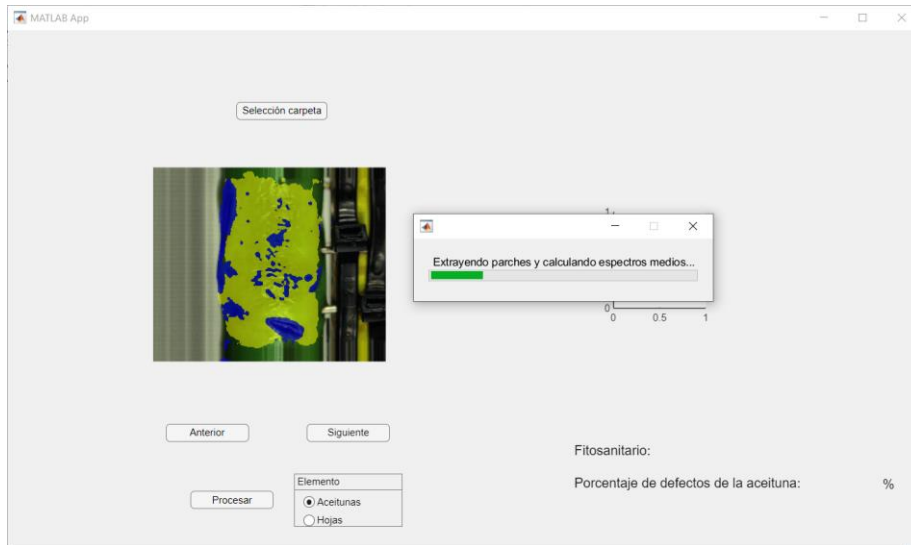 MATLAB App
Selección carpeta
1
Extrayendo parches y calculando espectros medios...
0
0 0.5 1
Anterior Siguiente
Fitosanitario:
Elemento
Porcentaje de defectos de la aceituna: %
Procesar
Aceitunas
Hojas